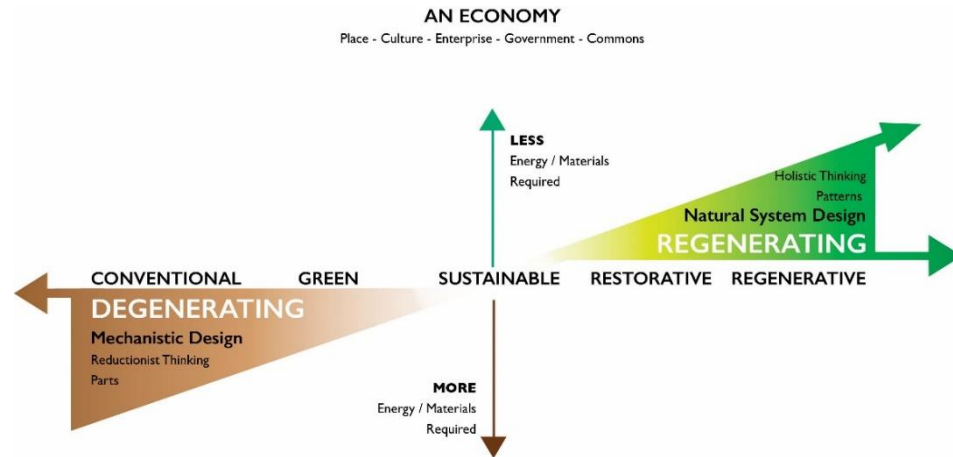 AN ECONOMY
Place - Culture - Enterprise - Government - Commons
LESS
Energy / Materials
Required
Holistic Thinking
Patterns
Natural System Design
REGENERATING
CONVENTIONAL GREEN SUSTAINABLE RESTORATIVE REGENERATIVE
DEGENERATING
Mechanistic Design
Reductionist Thinking
Parts
MORE
Energy / Materials
Required